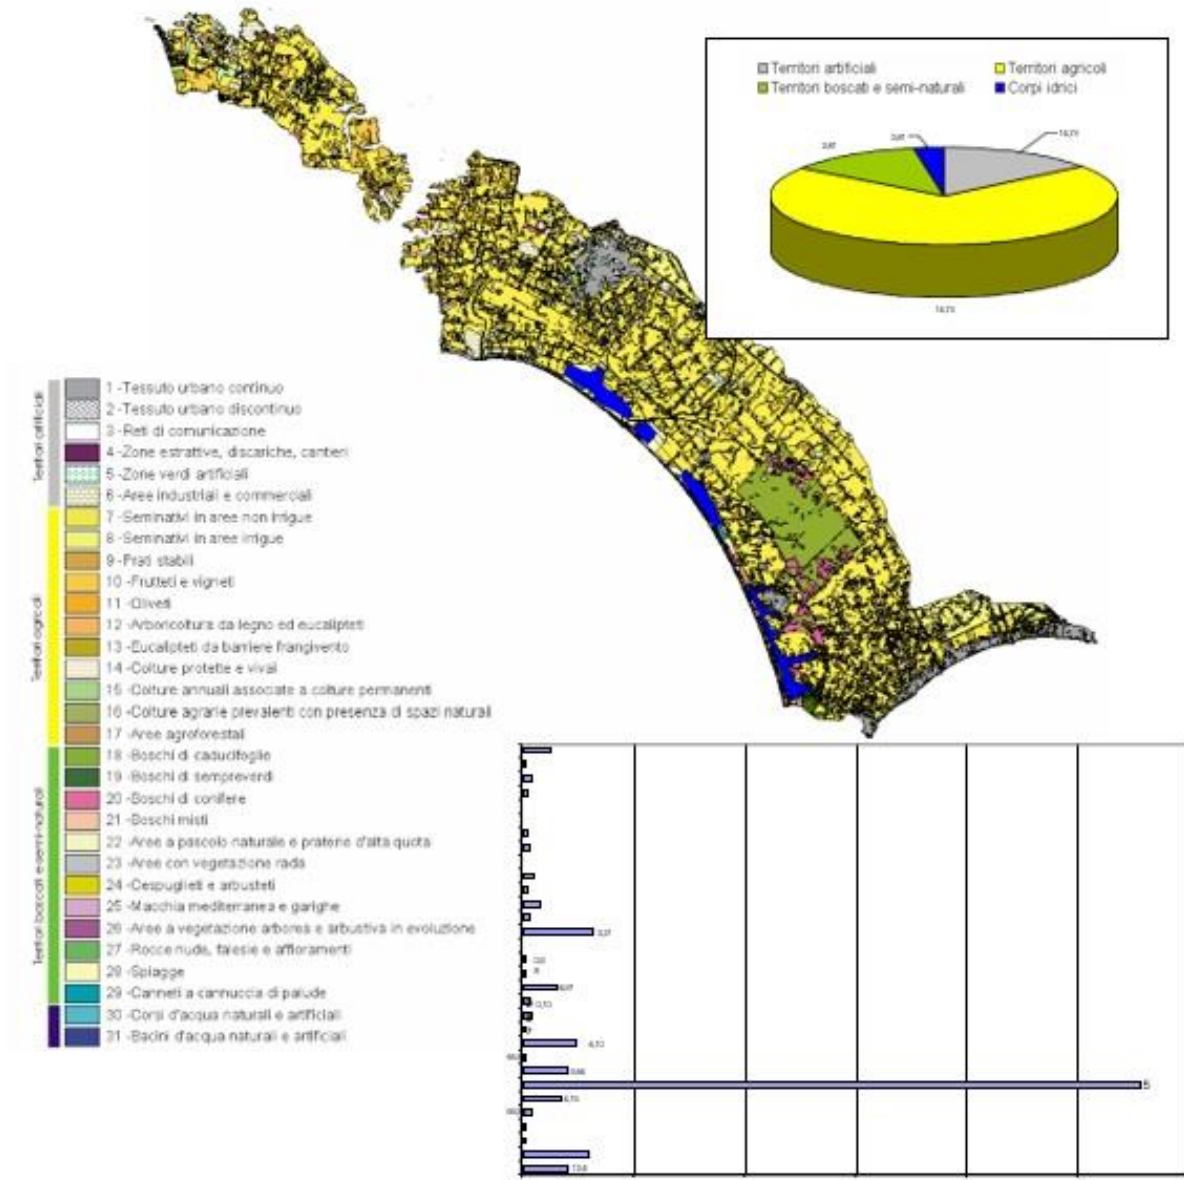 Territori artificiali
Territori agricoli
Territori boscati e semi-naturali
Corpi idrici
Territori artificiali
Territori agricoli
Territori boscati e semi-naturali
1 -Tessuto urbano continuo
2 -Tessuto urbano discontinuo
3 -Reti di comunicazione
4 -Zone estrattive, discariche, cantieri
5 -Zone verdi artificiali
6 -Aree industriali e commerciali
7 -Seminativi in aree non irrigue
8 -Seminativi in aree irrigue
9 -Prati stabili
10 -Frutteti e vigneti
11 -Oliveti
12 -Arboricoltura da legno ed eucalipteti
13 -Eucalipteti da barriere frangivento
14 -Colture protette e vivai
15 -Colture annuali associate a colture permanenti
16 -Colture agrarie prevalenti con presenza di spazi naturali
17 -Aree agroforestali
18 -Boschi di caducifoglie
19 -Boschi di sempreverdi
20 -Boschi di conifere
21 -Boschi misti
22 -Aree a pascolo naturale e praterie d'alta quota
23 -Aree con vegetazione rada
24 -Cespuglieti e arbusteti
25 -Macchia mediterranea e garighe
26 -Aree a vegetazione arborea e arbustiva in evoluzione
27 -Rocce nude, falesie e affioramenti
28 -Spiagge
29 -Canneti a cannuccia di palude
30 -Corsi d'acqua naturali e artificiali
31 -Bacini d'acqua naturali e artificiali